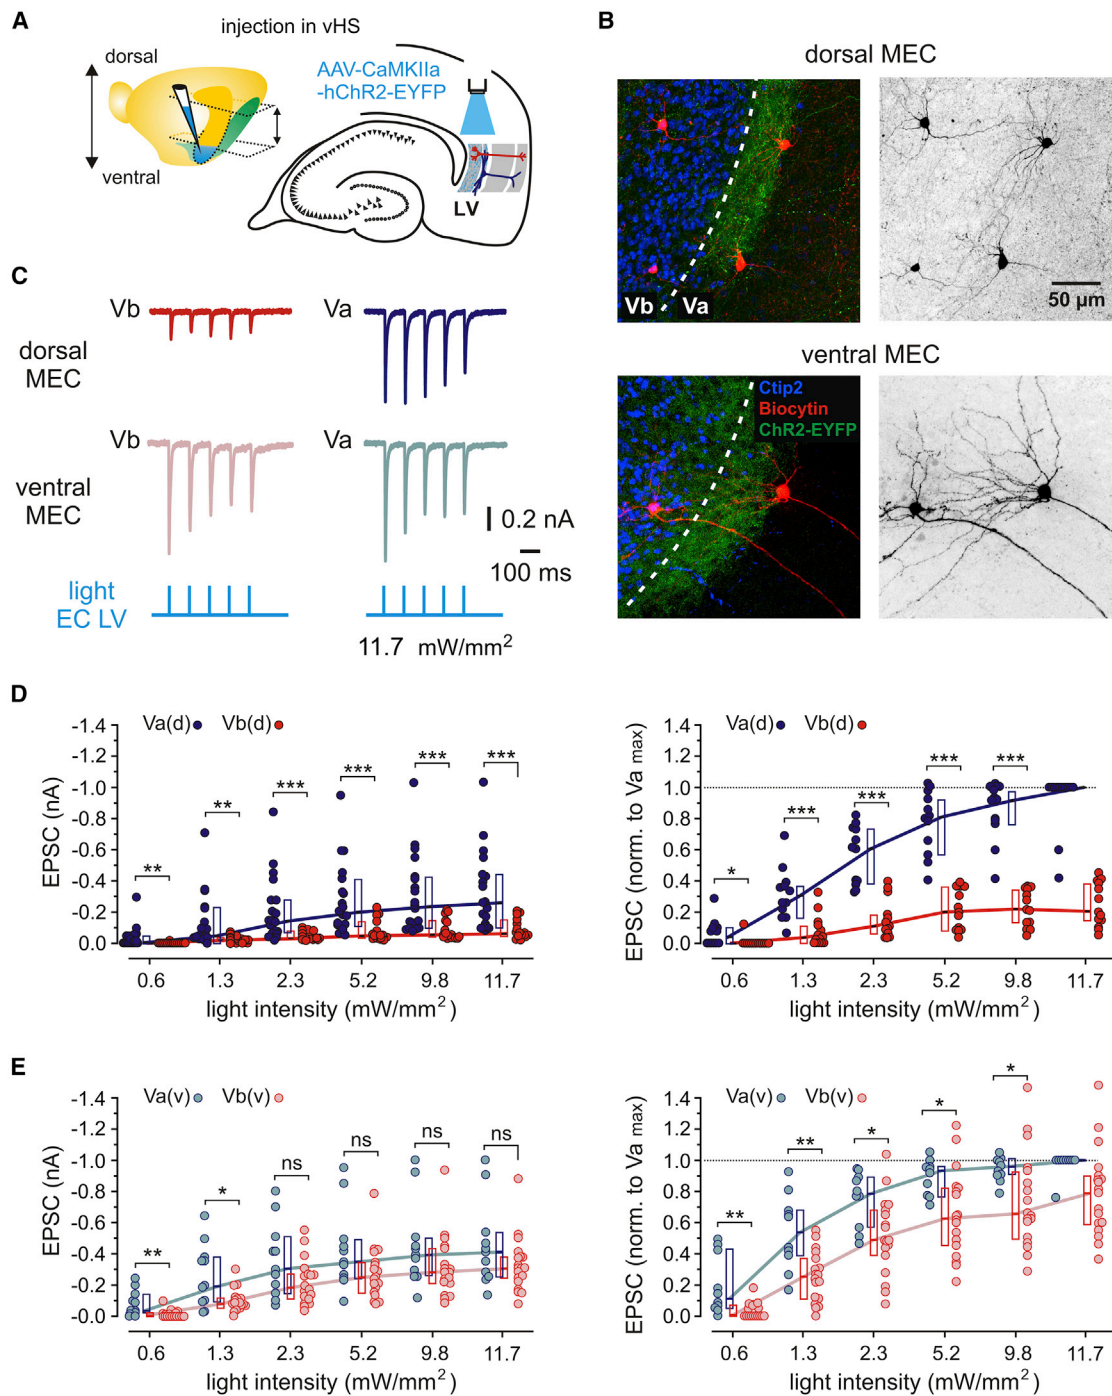 A
injection in vHS
dorsal
ventral
AAV-CaMKIIa
-hChR2-EYFP
LV
B
dorsal MEC
Vb
Va
50 µm
ventral MEC
Ctip2
Biocytin
ChR2-EYFP
C
Vb
Va
dorsal
MEC
Vb
Va
ventral
MEC
0.2 nA
100 ms
light
EC LV
11.7 mW/mm²
D
Va(d)
Vb(d)
EPSC (nA)
-1.4
-1.2
-1.0
-0.8
-0.6
-0.4
-0.2
0.0
**
**
***
***
***
***
0.6
1.3
2.3
5.2
9.8
11.7
light intensity (mW/mm²)
Va(d)
Vb(d)
EPSC (norm. to Va max)
1.4
1.2
1.0
0.8
0.6
0.4
0.2
0.0
*
***
***
***
***
0.6
1.3
2.3
5.2
9.8
11.7
light intensity (mW/mm²)
E
Va(v)
Vb(v)
EPSC (nA)
-1.4
-1.2
-1.0
-0.8
-0.6
-0.4
-0.2
-0.0
**
*
ns
ns
ns
ns
0.6
1.3
2.3
5.2
9.8
11.7
light intensity (mW/mm²)
Va(v)
Vb(v)
EPSC (norm. to Va max)
1.4
1.2
1.0
0.8
0.6
0.4
0.2
0.0
**
**
*
*
*
0.6
1.3
2.3
5.2
9.8
11.7
light intensity (mW/mm²)